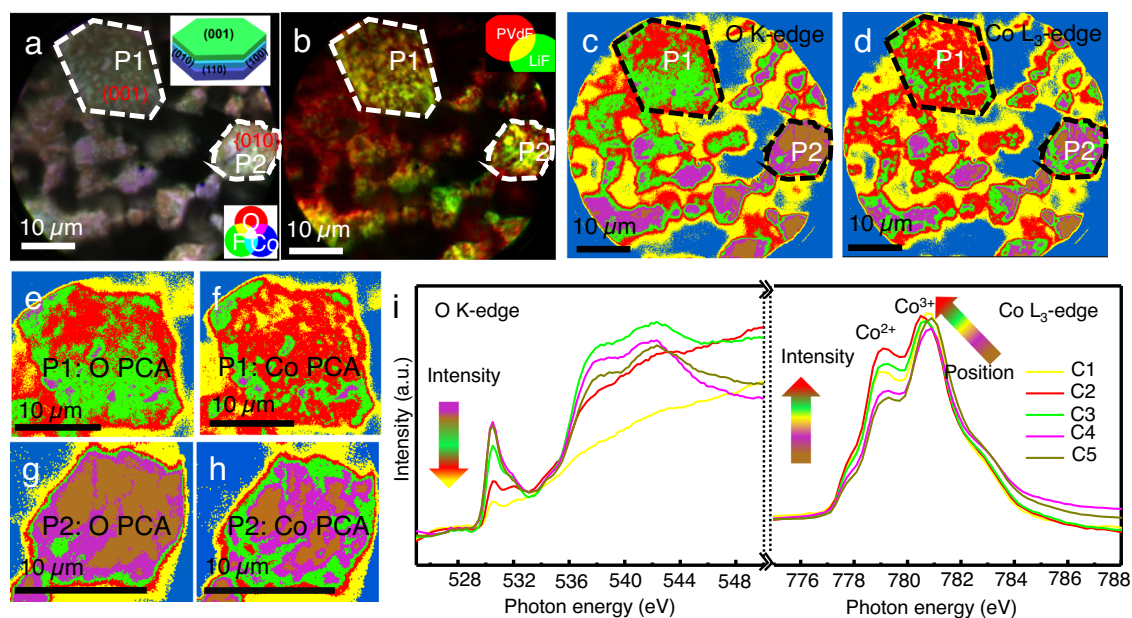 a
(001)
(010)
(110)
(100)
P1
(001)
{010}
P2
O
F
Co
10 µm
b
PVdF
LiF
P1
P2
10 µm
c
O K-edge
P1
P2
10 µm
d
Co L3-edge
P1
P2
10 µm
e
P1: O PCA
10 µm
f
P1: Co PCA
10 µm
g
P2: O PCA
10 µm
h
P2: Co PCA
10 µm
i
O K-edge
Intensity
Intensity (a.u.)
528
532
536
540
544
548
Photon energy (eV)
Co2+
Co3+
Co L3-edge
Intensity
Position
C1
C2
C3
C4
C5
776
778
780
782
784
786
788
Photon energy (eV)